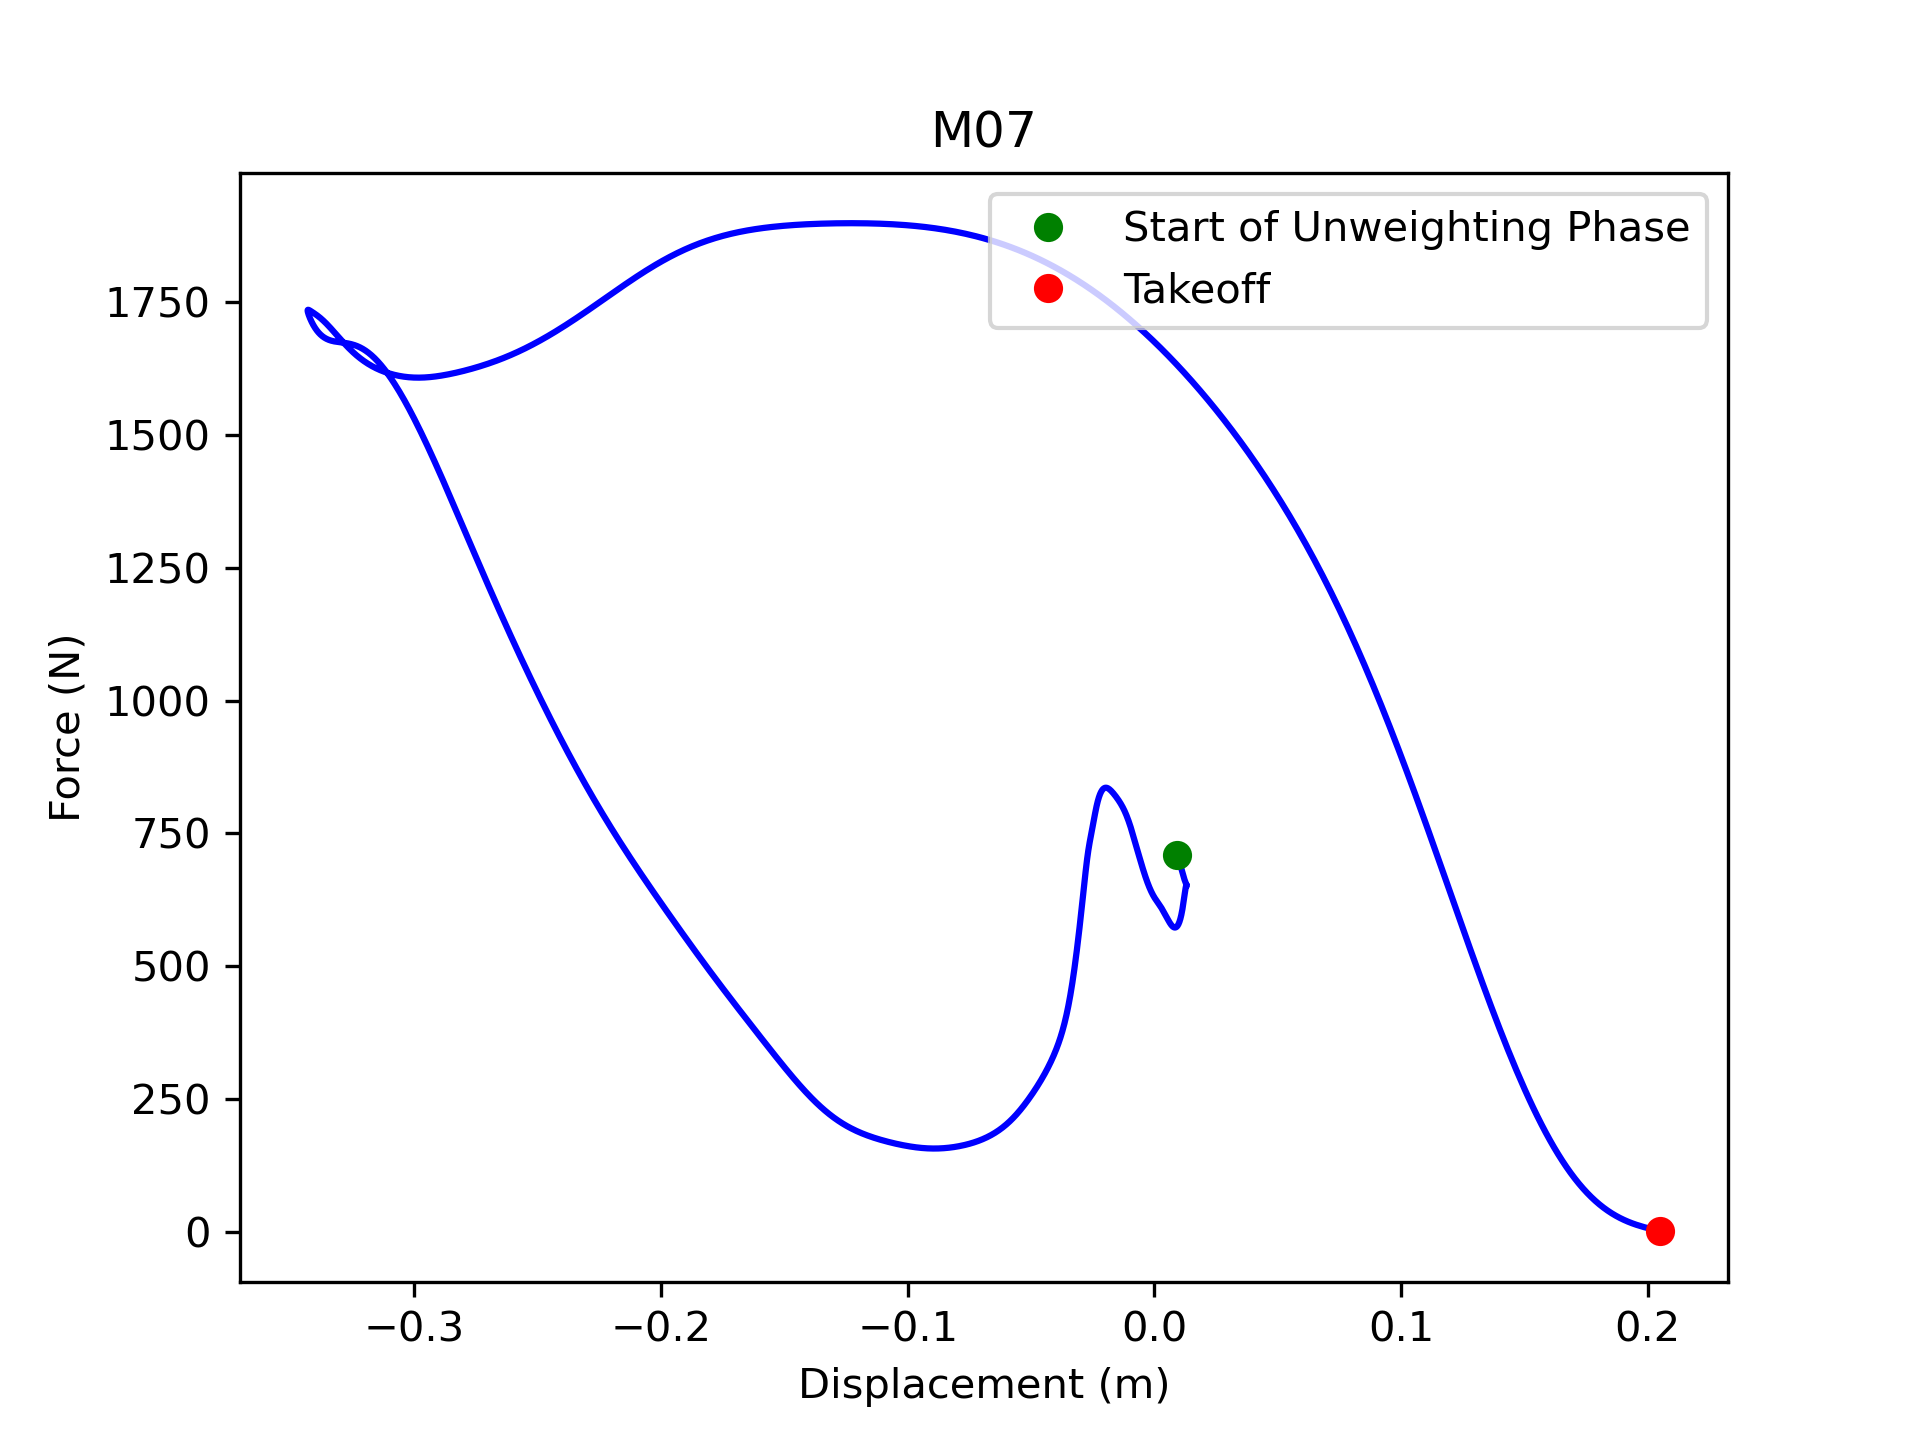 M07
Start of Unweighting Phase
Takeoff
1750
1500
1250
1000
750
500
250
0
Force (N)
−0.3 −0.2 −0.1 0.0 0.1 0.2
Displacement (m)